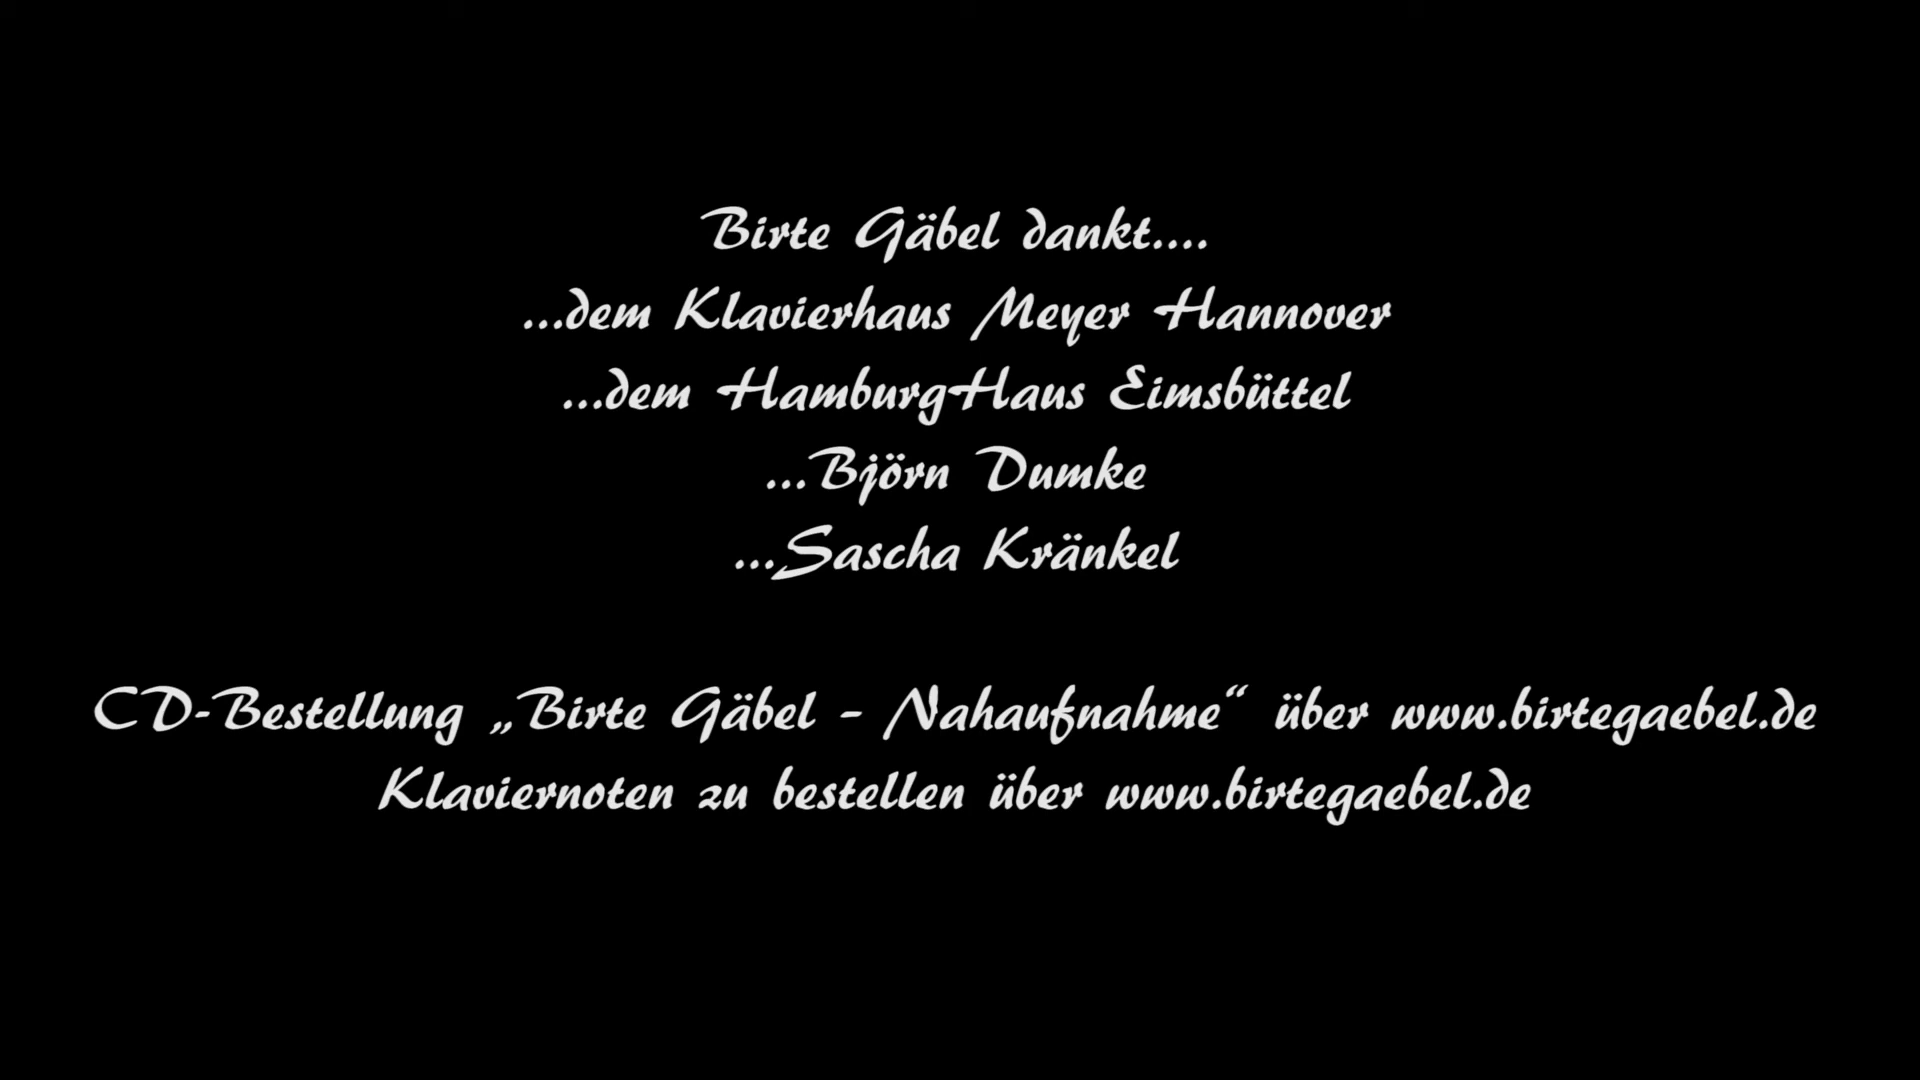 Birte Gäbel dankt....
...dem Klavierhaus Meyer Hannover
...dem HamburgHaus Eimsbüttel
...Björn Dumke
...Sascha Kränkel
CD-Bestellung „Birte Gäbel - Nahaufnahme“ über www.birtegaebel.de
Klaviernoten zu bestellen über www.birtegaebel.de